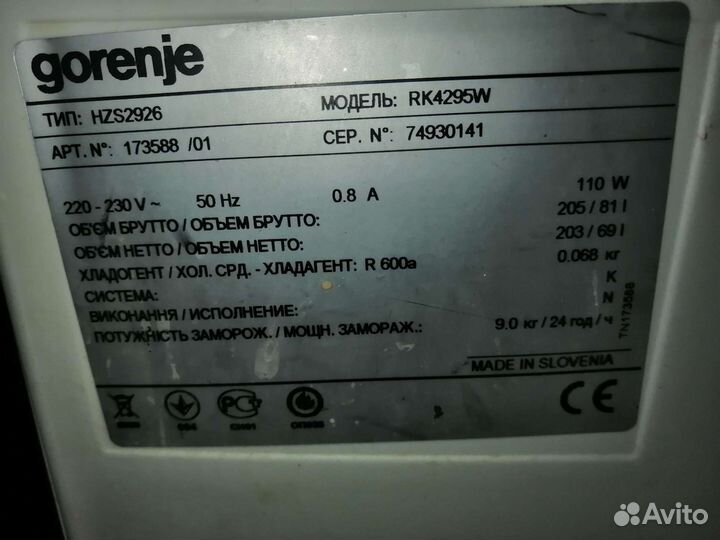 gorenje
ТИП: HZS2926 МОДЕЛЬ: RK4295W
АРТ. №: 173588 /01 СЕР. №: 74930141
220 - 230 V ~ 50 Hz 0.8 A 110 W
ОБ'ЄМ БРУТТО / ОБЪЕМ БРУТТО: 205 / 81 l
ОБ'ЄМ НЕТТО / ОБЪЕМ НЕТТО: 203 / 69 l
ХЛАДОГЕНТ / ХОЛ. СРД. - ХЛАДАГЕНТ: R 600a 0.068 кг
СИСТЕМА: K
ВИКОНАННЯ / ИСПОЛНЕНИЕ: N
ПОТУЖНІСТЬ ЗАМОРОЖ. / МОЩН. ЗАМОРАЖ.: 9.0 кг / 24 год / ч
TN173588
MADE IN SLOVENIA
CE
Avito